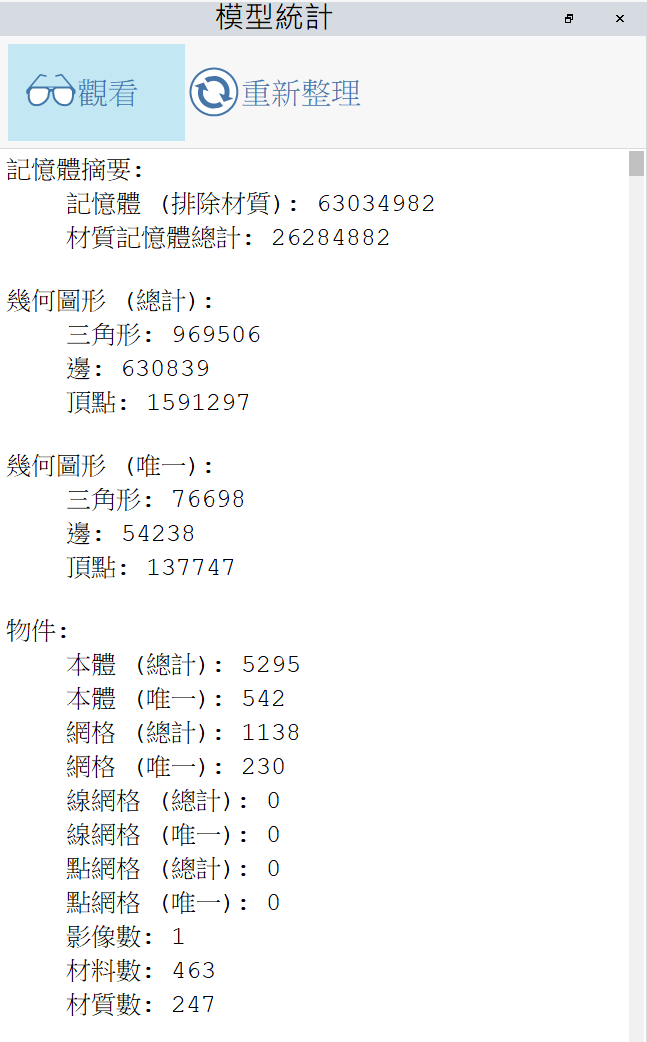 模型統計
觀看
重新整理
記憶體摘要:
記憶體 (排除材質): 63034982
材質記憶體總計: 26284882
幾何圖形 (總計):
三角形: 969506
邊: 630839
頂點: 1591297
幾何圖形 (唯一):
三角形: 76698
邊: 54238
頂點: 137747
物件:
本體 (總計): 5295
本體 (唯一): 542
網格 (總計): 1138
網格 (唯一): 230
線網格 (總計): 0
線網格 (唯一): 0
點網格 (總計): 0
點網格 (唯一): 0
影像數: 1
材料數: 463
材質數: 247